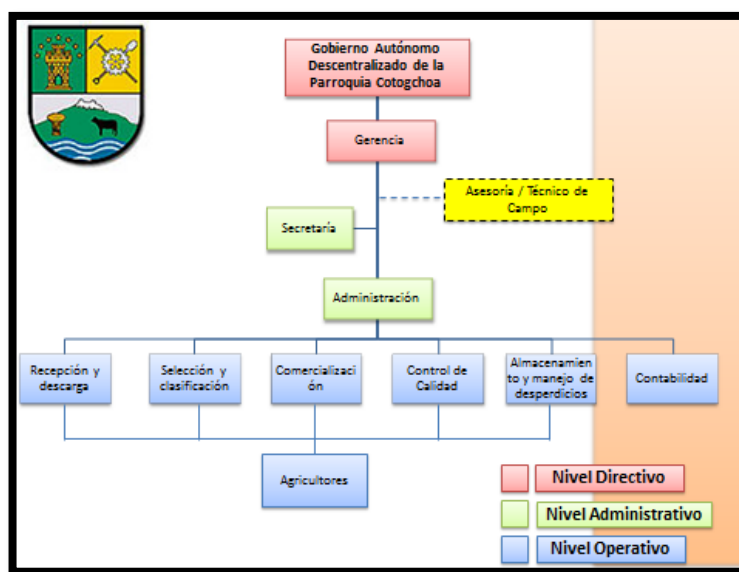 Gobierno Autónomo
Descentralizado de la
Parroquia Cotogchoa
Gerencia
Asesoría / Técnico de
Campo
Secretaría
Administración
Recepción y
descarga
Selección y
clasificación
Comercializaci
ón
Control de
Calidad
Almacenamien
to y manejo de
desperdicios
Contabilidad
Agricultores
Nivel Directivo
Nivel Administrativo
Nivel Operativo